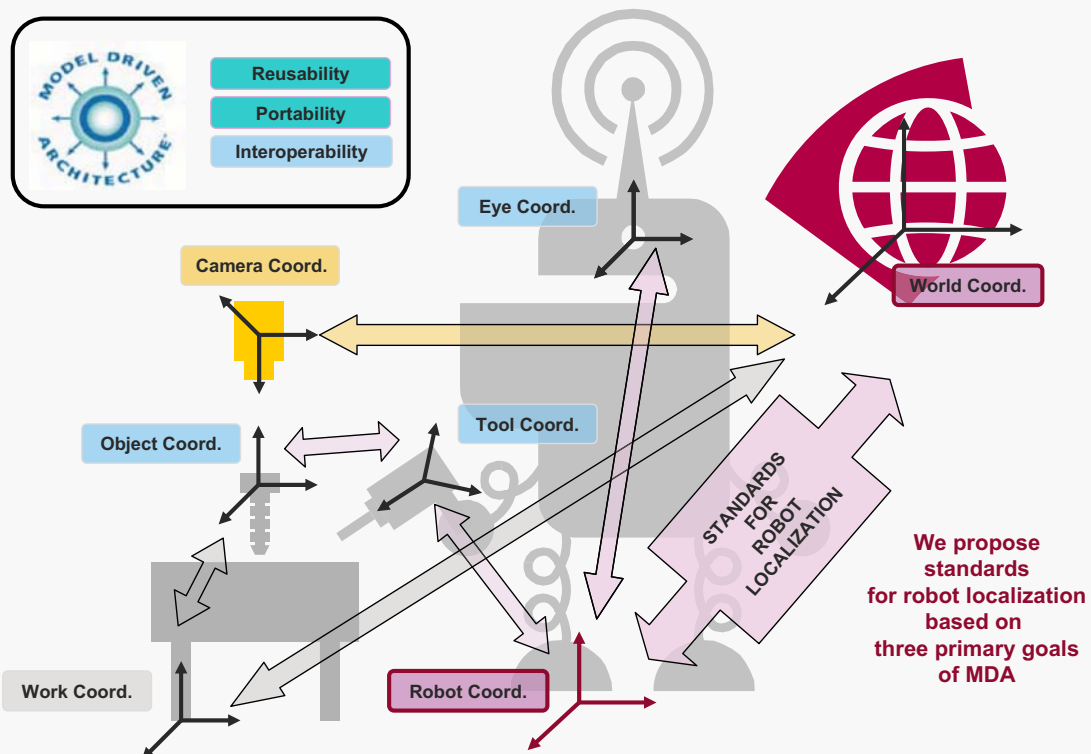 MODEL DRIVEN
ARCHITECTURE
Reusability
Portability
Interoperability
Eye Coord.
Camera Coord.
World Coord.
Object Coord.
Tool Coord.
STANDARDS
FOR
ROBOT
LOCALIZATION
We propose
standards
for robot localization
based on
three primary goals
of MDA
Work Coord.
Robot Coord.